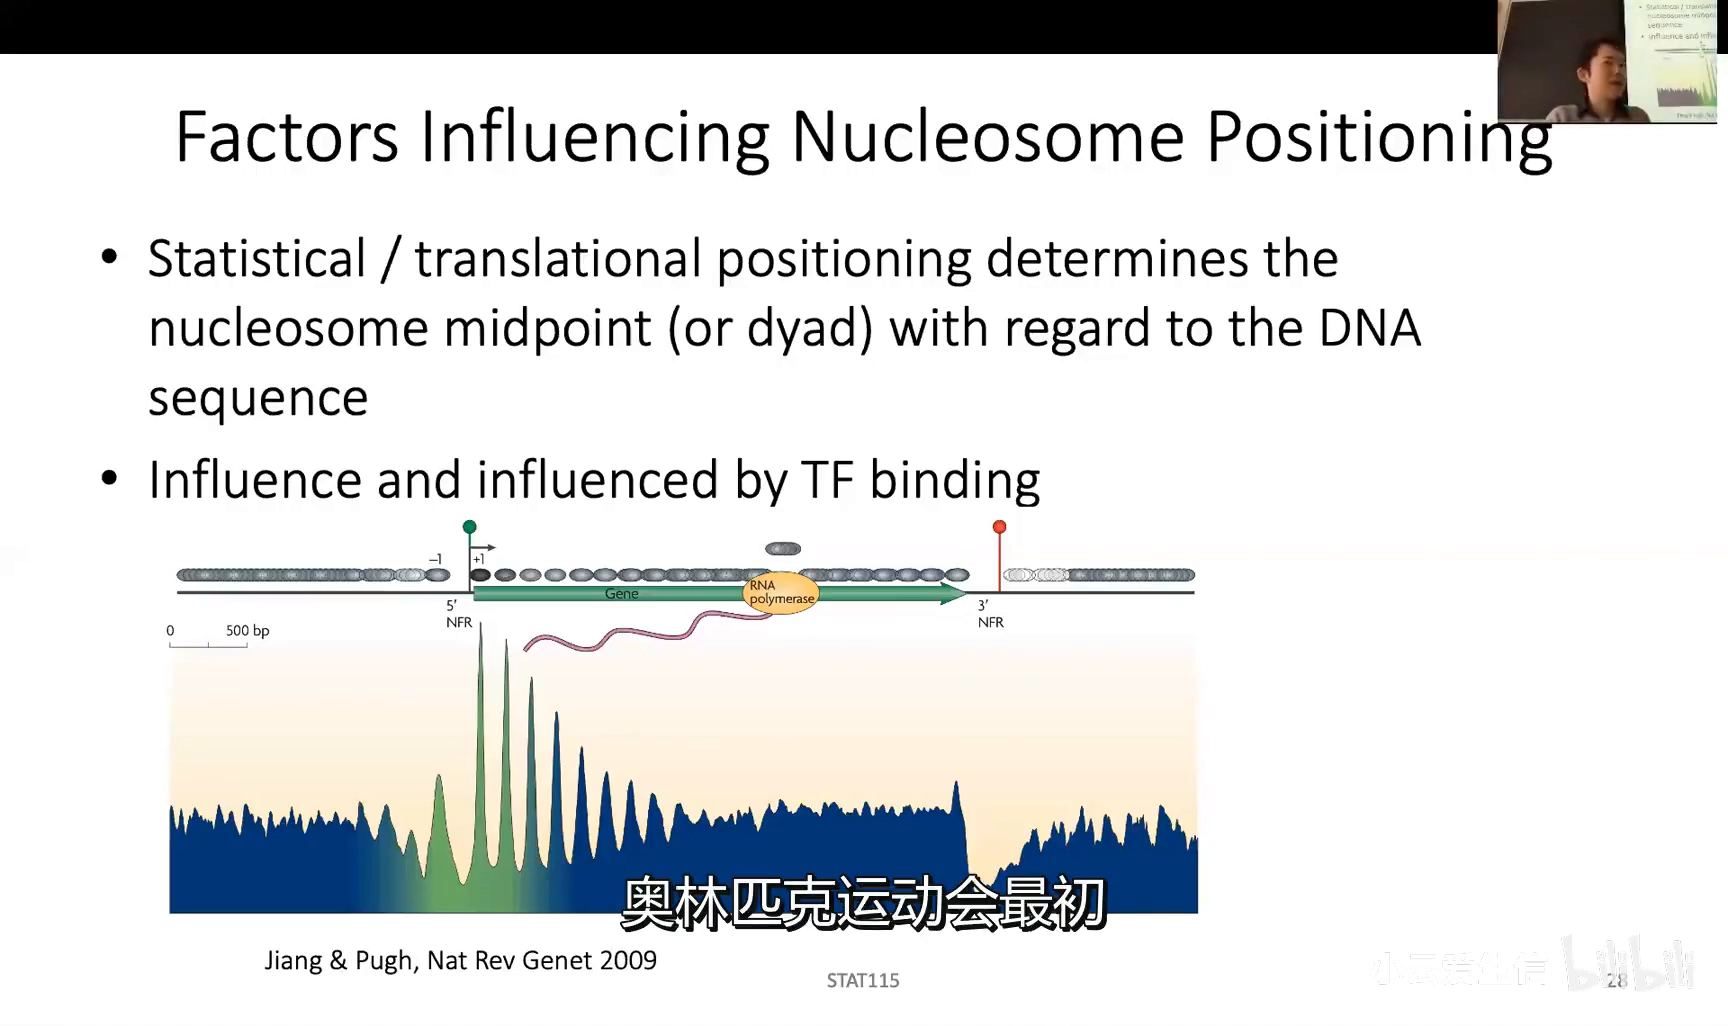 Factors Influencing Nucleosome Positioning
• Statistical / translational positioning determines the
nucleosome midpoint (or dyad) with regard to the DNA
sequence
• Influence and influenced by TF binding
−1
+1
Gene
RNA
polymerase
5′
NFR
3′
NFR
0 500 bp
奥林匹克运动会最初
Jiang & Pugh, Nat Rev Genet 2009
STAT115
28
bilibili